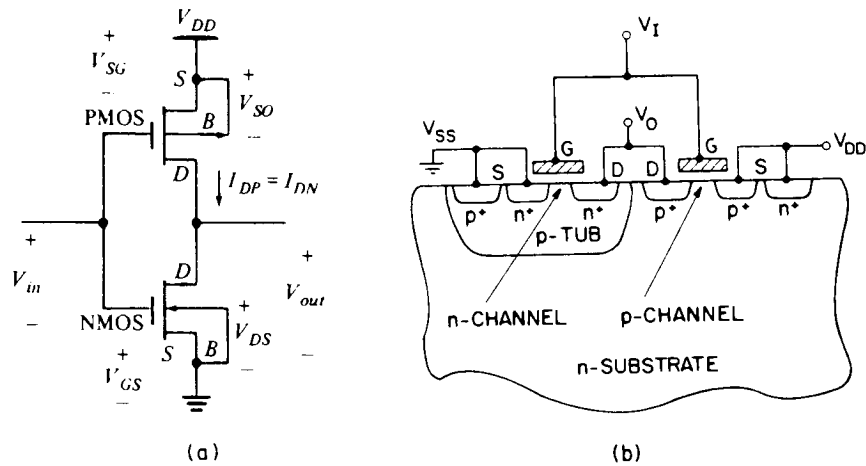 V_DD
+
V_SG
−
S
+
V_SO
−
PMOS
B
D
I_DP = I_DN
+
V_in
−
D
+
V_out
−
NMOS
+
V_DS
−
S
B
+
V_GS
−
(a)
V_I
V_SS
V_O
V_DD
G
G
S
D
D
S
p+
n+
n+
p+
p+
n+
p-TUB
n-CHANNEL
p-CHANNEL
n-SUBSTRATE
(b)